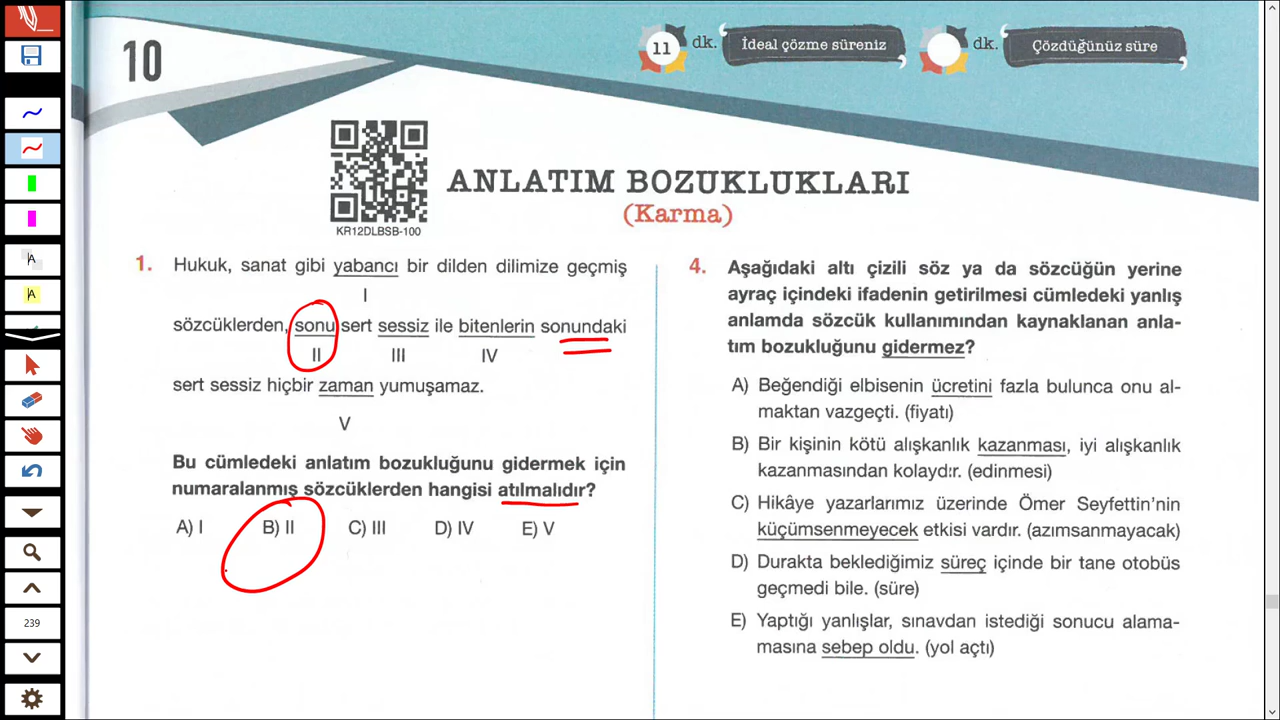 10
11 dk. İdeal çözme süreniz
dk. Çözdüğünüz süre
KR12DLBSB-100
ANLATIM BOZUKLUKLARI
(Karma)
1. Hukuk, sanat gibi yabancı bir dilden dilimize geçmiş
I
sözcüklerden, sonu sert sessiz ile bitenlerin sonundaki
II III IV
sert sessiz hiçbir zaman yumuşamaz.
V
Bu cümledeki anlatım bozukluğunu gidermek için
numaralanmış sözcüklerden hangisi atılmalıdır?
A) I B) II C) III D) IV E) V
4. Aşağıdaki altı çizili söz ya da sözcüğün yerine
ayraç içindeki ifadenin getirilmesi cümledeki yanlış
anlamda sözcük kullanımından kaynaklanan anla-
tım bozukluğunu gidermez?
A) Beğendiği elbisenin ücretini fazla bulunca onu al-
maktan vazgeçti. (fiyatı)
B) Bir kişinin kötü alışkanlık kazanması, iyi alışkanlık
kazanmasından kolaydır. (edinmesi)
C) Hikâye yazarlarımız üzerinde Ömer Seyfettin'nin
küçümsenmeyecek etkisi vardır. (azımsanmayacak)
D) Durakta beklediğimiz süreç içinde bir tane otobüs
geçmedi bile. (süre)
E) Yaptığı yanlışlar, sınavdan istediği sonucu alama-
masına sebep oldu. (yol açtı)
A
A
239